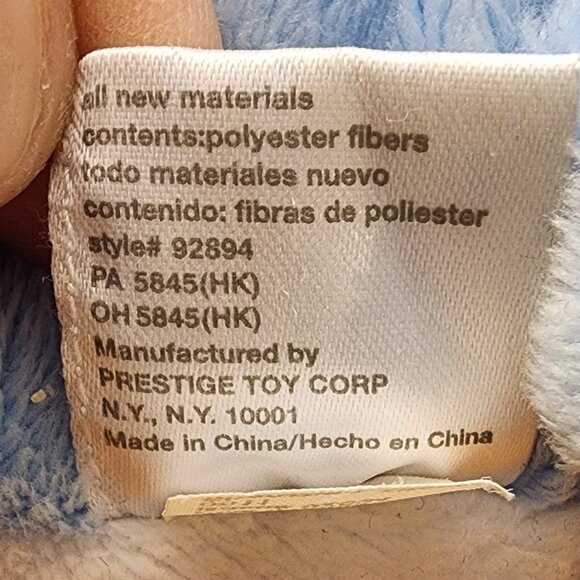 all new materials
contents:polyester fibers
todo materiales nuevo
contenido: fibras de poliester
style# 92894
PA 5845(HK)
OH 5845(HK)
Manufactured by
PRESTIGE TOY CORP
N.Y., N.Y. 10001
Made in China/Hecho en China